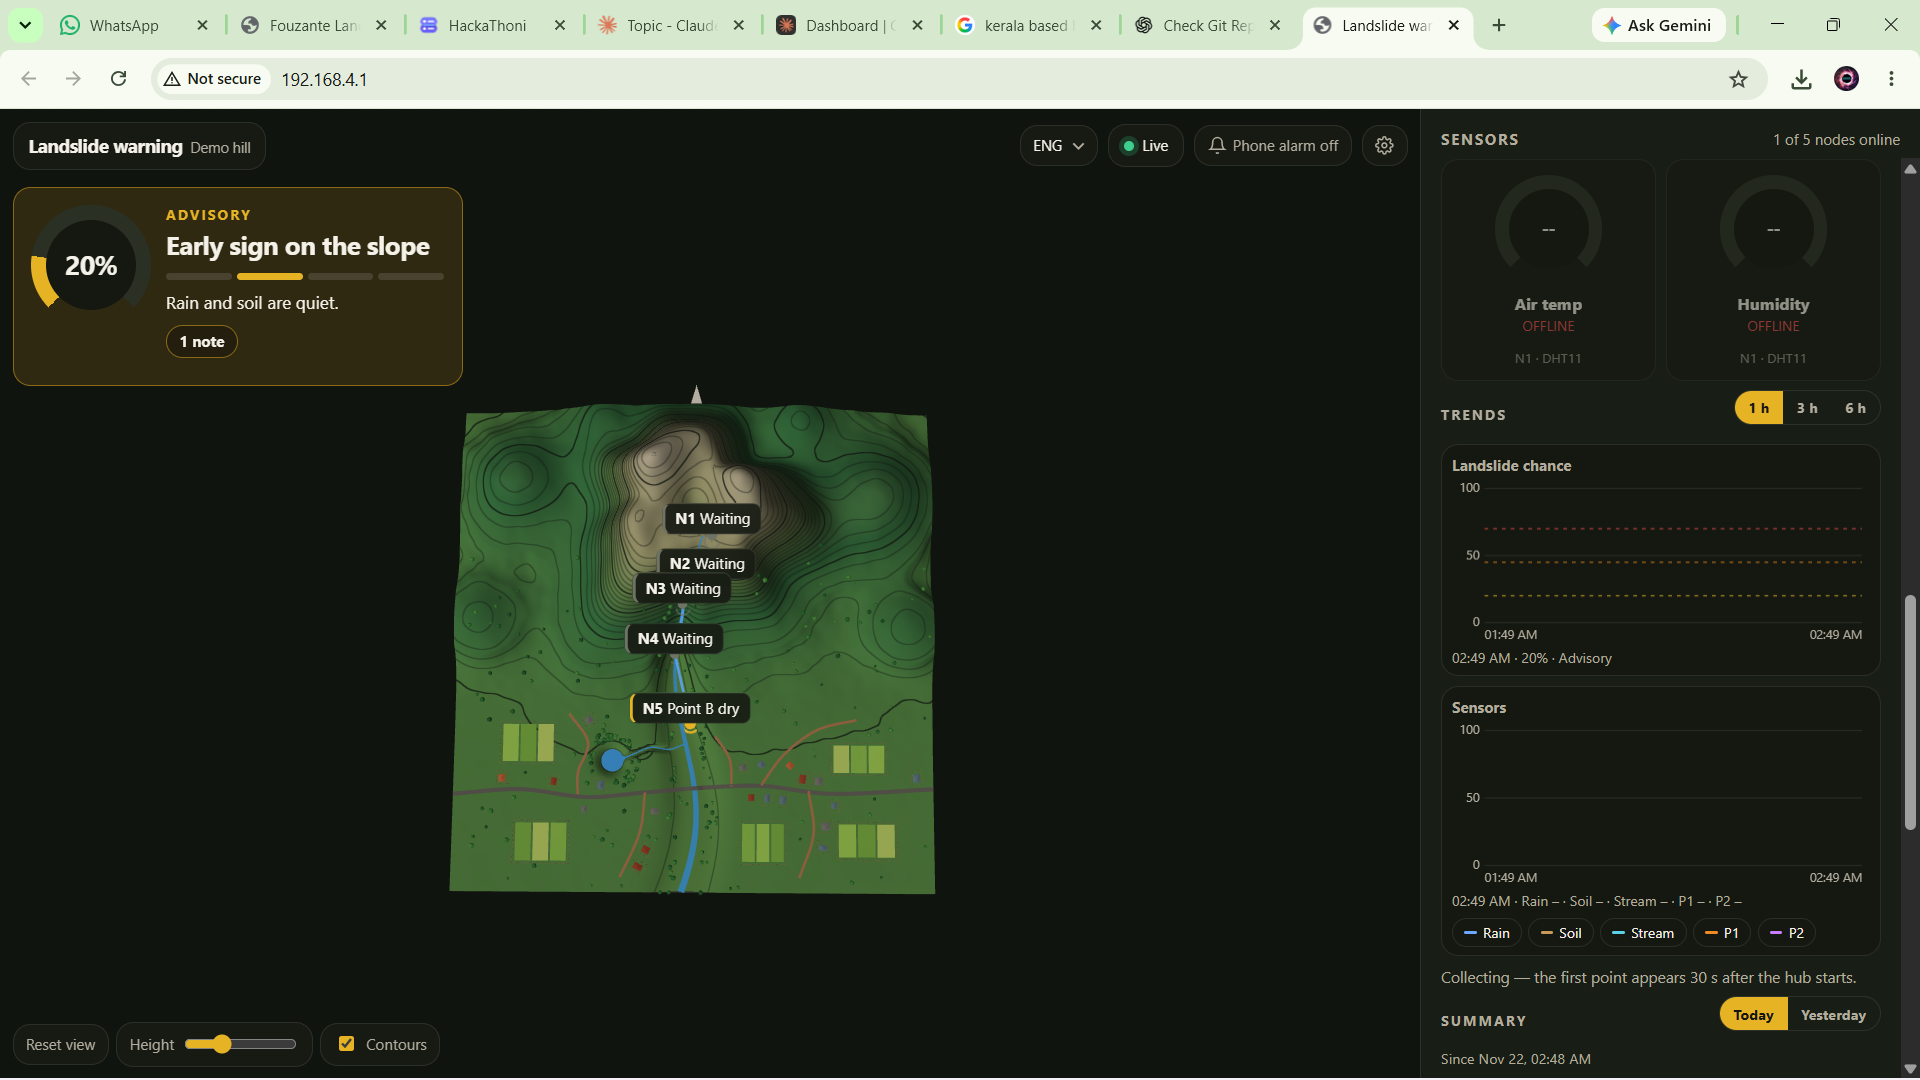 WhatsApp
Fouzante Lan
HackaThoni
Topic - Claud
Dashboard | C
kerala based
Check Git Rep
Landslide war
Ask Gemini
Not secure
192.168.4.1
Landslide warning Demo hill
ENG
Live
Phone alarm off
ADVISORY
20%
Early sign on the slope
Rain and soil are quiet.
1 note
N1 Waiting
N2 Waiting
N3 Waiting
N4 Waiting
N5 Point B dry
Reset view
Height
Contours
SENSORS
1 of 5 nodes online
--
--
Air temp
Humidity
OFFLINE
OFFLINE
N1 · DHT11
N1 · DHT11
TRENDS
1 h
3 h
6 h
Landslide chance
100
50
0
01:49 AM
02:49 AM
02:49 AM · 20% · Advisory
Sensors
100
50
0
01:49 AM
02:49 AM
02:49 AM · Rain – · Soil – · Stream – · P1 – · P2 –
Rain
Soil
Stream
P1
P2
Collecting — the first point appears 30 s after the hub starts.
SUMMARY
Today
Yesterday
Since Nov 22, 02:48 AM